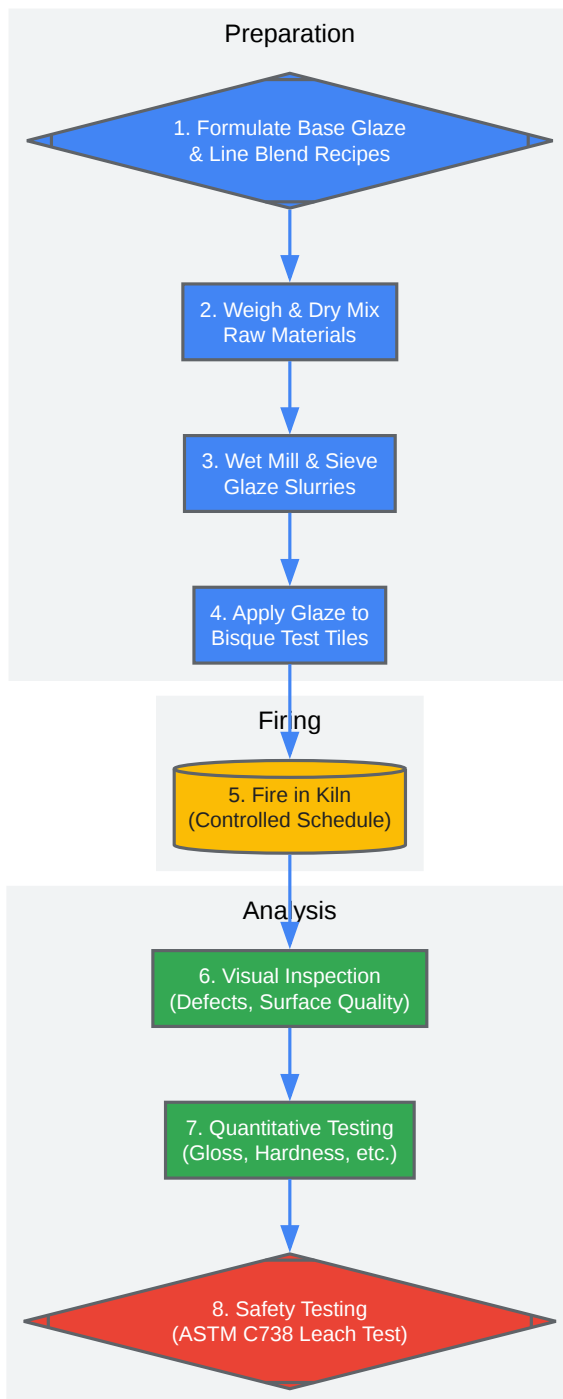 Preparation
1. Formulate Base Glaze
& Line Blend Recipes
2. Weigh & Dry Mix
Raw Materials
3. Wet Mill & Sieve
Glaze Slurries
4. Apply Glaze to
Bisque Test Tiles
Firing
5. Fire in Kiln
(Controlled Schedule)
Analysis
6. Visual Inspection
(Defects, Surface Quality)
7. Quantitative Testing
(Gloss, Hardness, etc.)
8. Safety Testing
(ASTM C738 Leach Test)